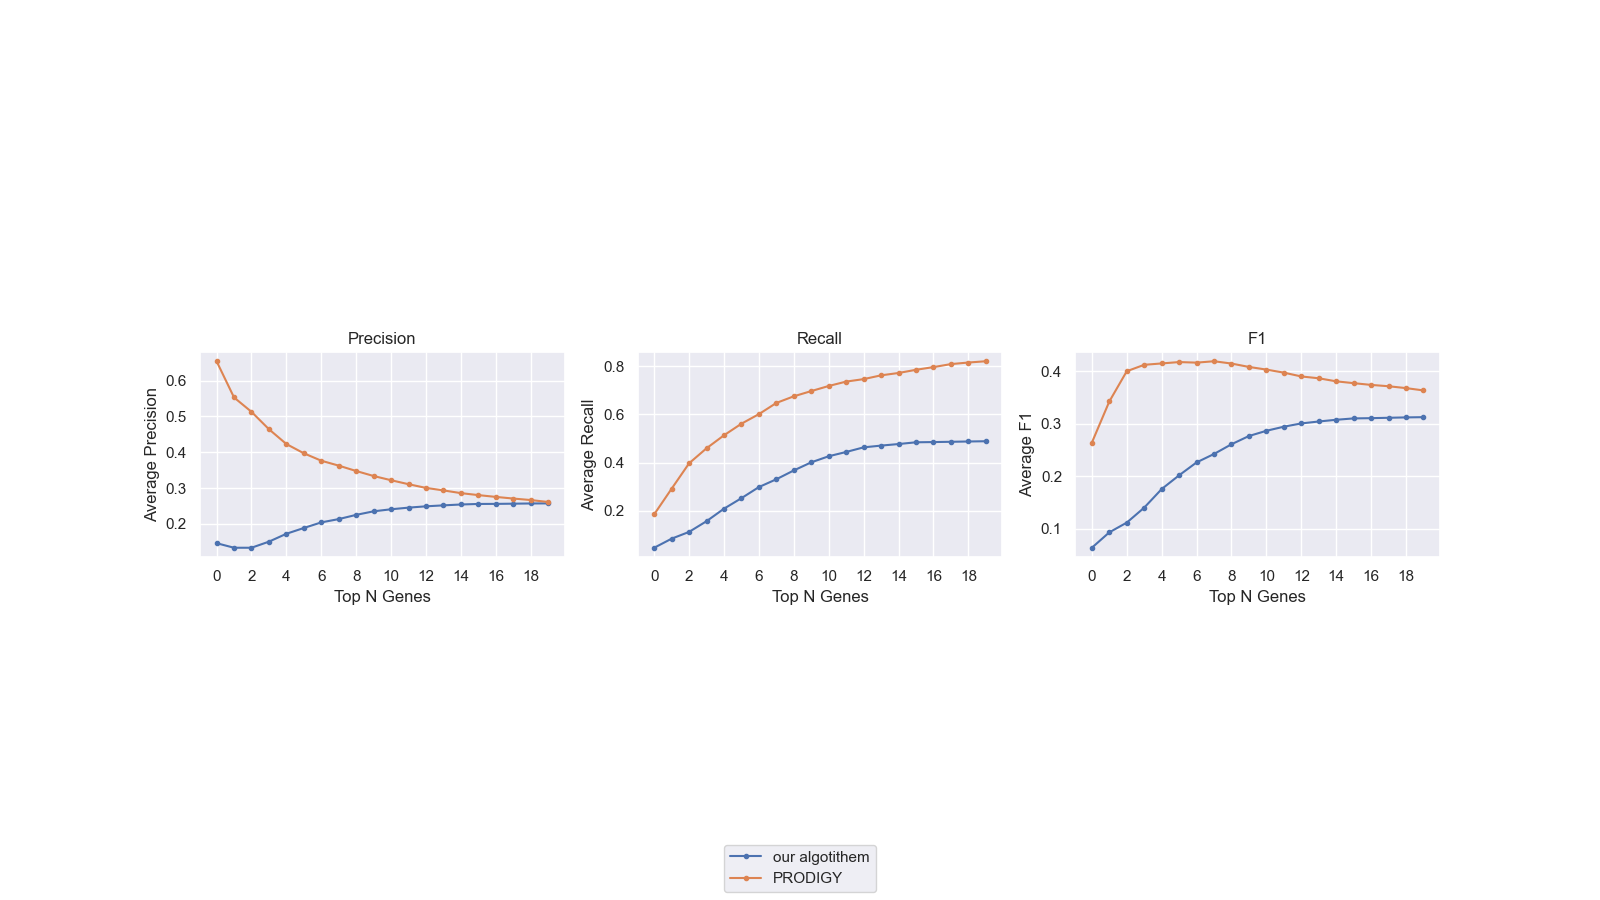 Precision
Average Precision
0.6
0.5
0.4
0.3
0.2
0 2 4 6 8 10 12 14 16 18
Top N Genes
Recall
Average Recall
0.8
0.6
0.4
0.2
0 2 4 6 8 10 12 14 16 18
Top N Genes
F1
Average F1
0.4
0.3
0.2
0.1
0 2 4 6 8 10 12 14 16 18
Top N Genes
our algotithem
PRODIGY